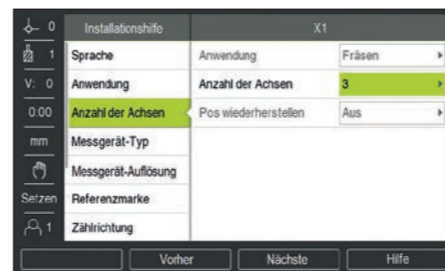 0 Installationshilfe X1
1 Sprache Anwendung Fräsen
V: 0 Anwendung Anzahl der Achsen 3
0:00 Anzahl der Achsen Pos wiederherstellen Aus
mm Messgerät-Typ
Messgerät-Auflösung
Setzen Referenzmarke
1 Zählrichtung
Vorher Nächste Hilfe